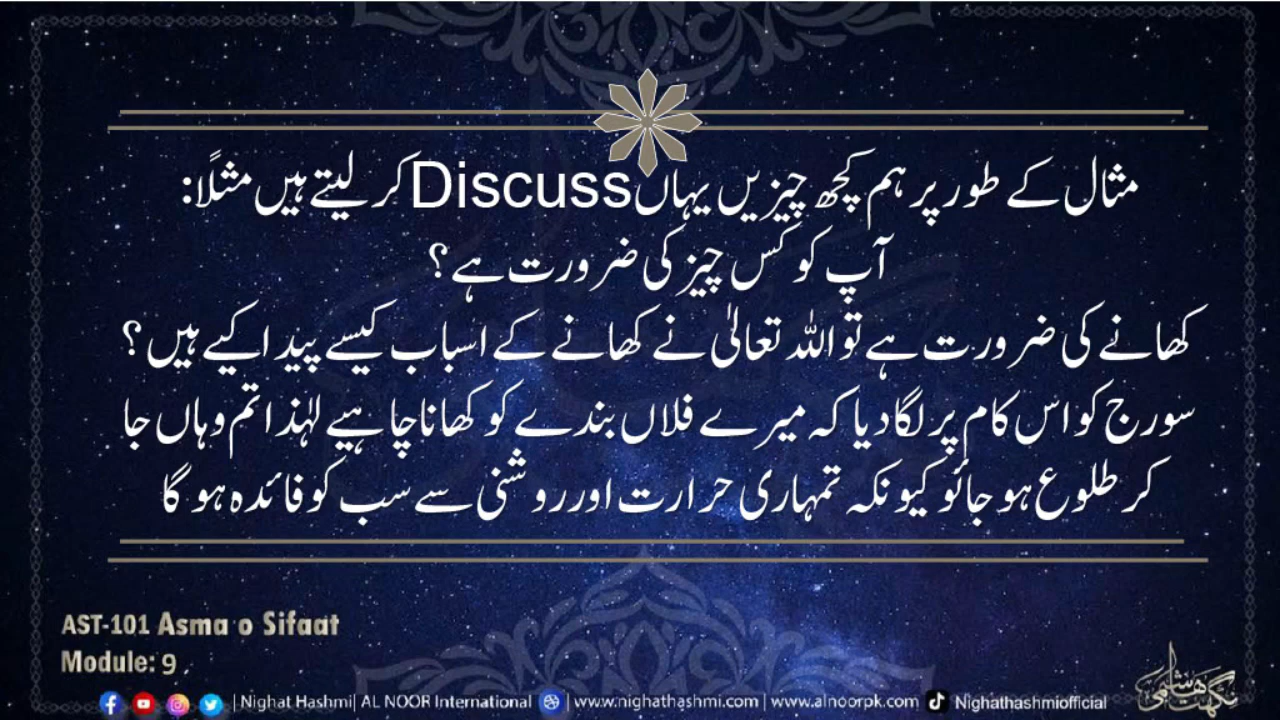 مثال کے طور پر ہم کچھ چیزیں یہاں Discuss کر لیتے ہیں مثلًا:
آپ کو کس چیز کی ضرورت ہے؟
کھانے کی ضرورت ہے تو اللہ تعالیٰ نے کھانے کے اسباب کیسے پیدا کیے ہیں؟
سورج کو اس کام پر لگا دیا کہ میرے فلاں بندے کو کھانا چاہیے لہٰذا تم وہاں جا
کر طلوع ہو جائو کیونکہ تمہاری حرارت اور روشنی سے سب کو فائدہ ہو گا
AST-101 Asma o Sifaat
Module: 9
| Nighat Hashmi| AL NOOR International | www.nighathashmi.com | www.alnoorpk.com Nighathashmiofficial
نگہت ہاشمی